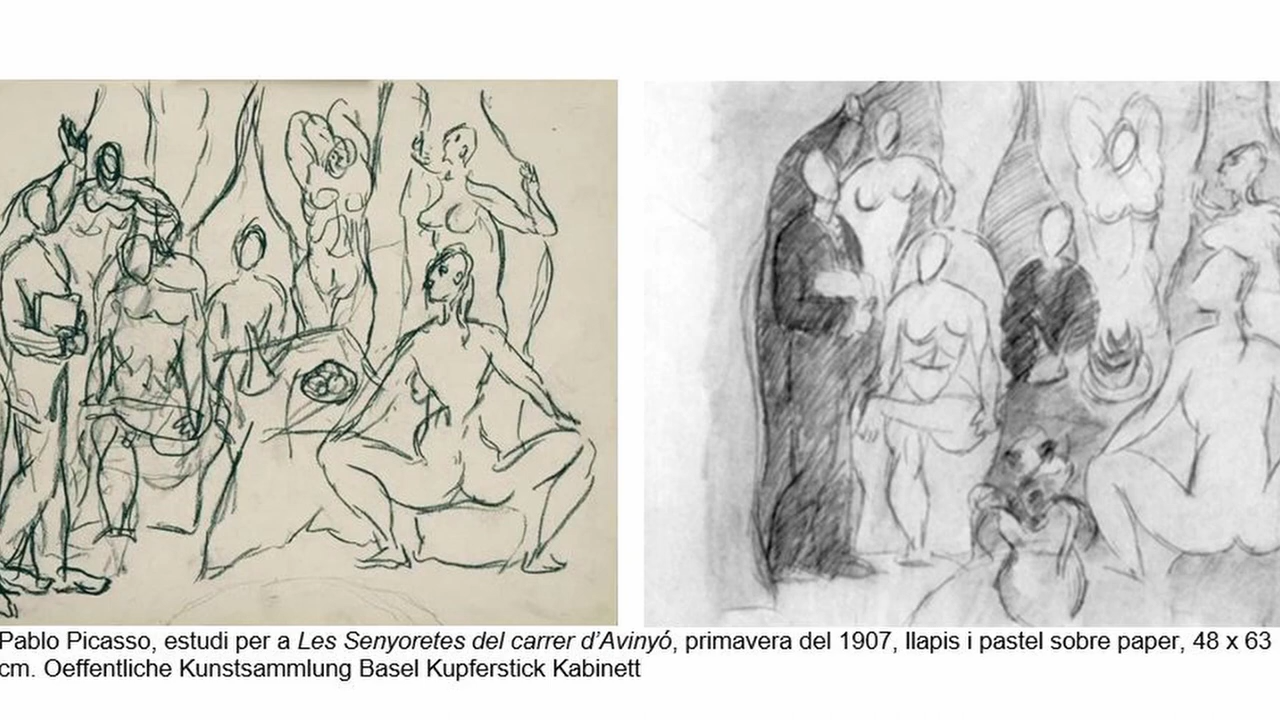 Pablo Picasso, estudi per a Les Senyoretes del carrer d’Avinyó, primavera del 1907, llapis i pastel sobre paper, 48 x 63
cm. Oeffentliche Kunstsammlung Basel Kupferstick Kabinett